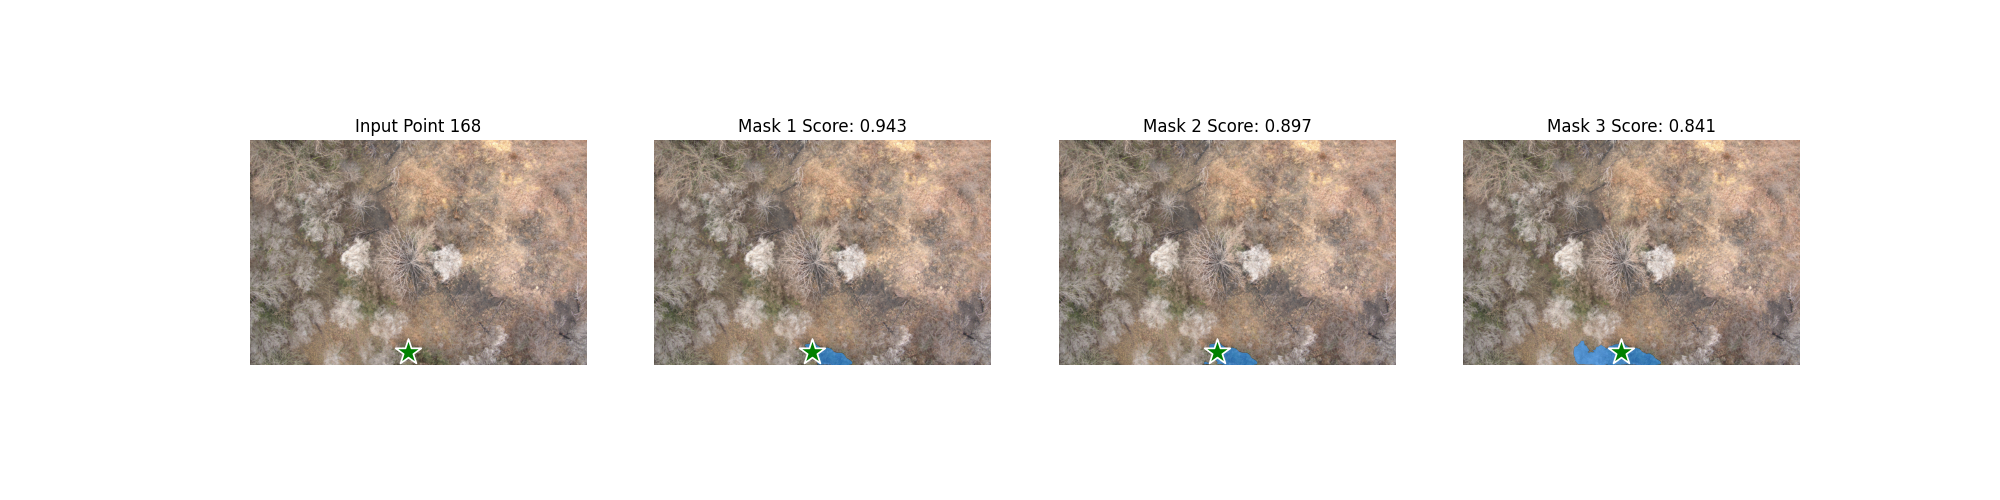 Input Point 168
Mask 1 Score: 0.943
Mask 2 Score: 0.897
Mask 3 Score: 0.841